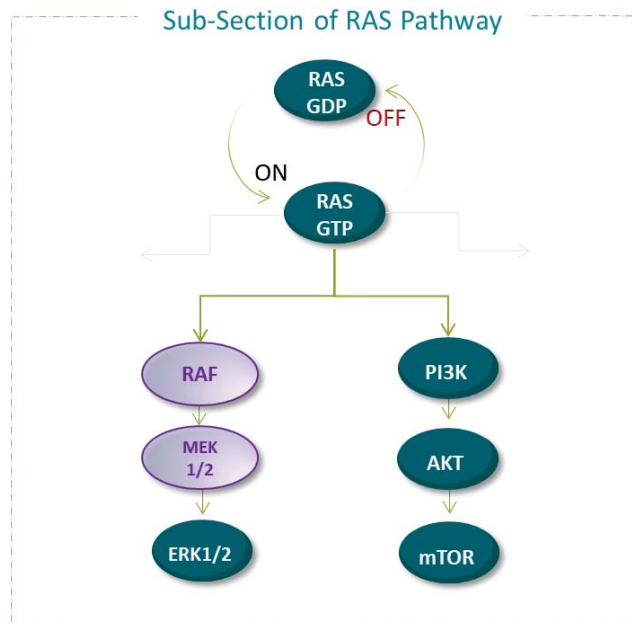 Sub-Section of RAS Pathway
RAS
GDP
OFF
ON
RAS
GTP
RAF
PI3K
MEK
1/2
AKT
ERK1/2
mTOR